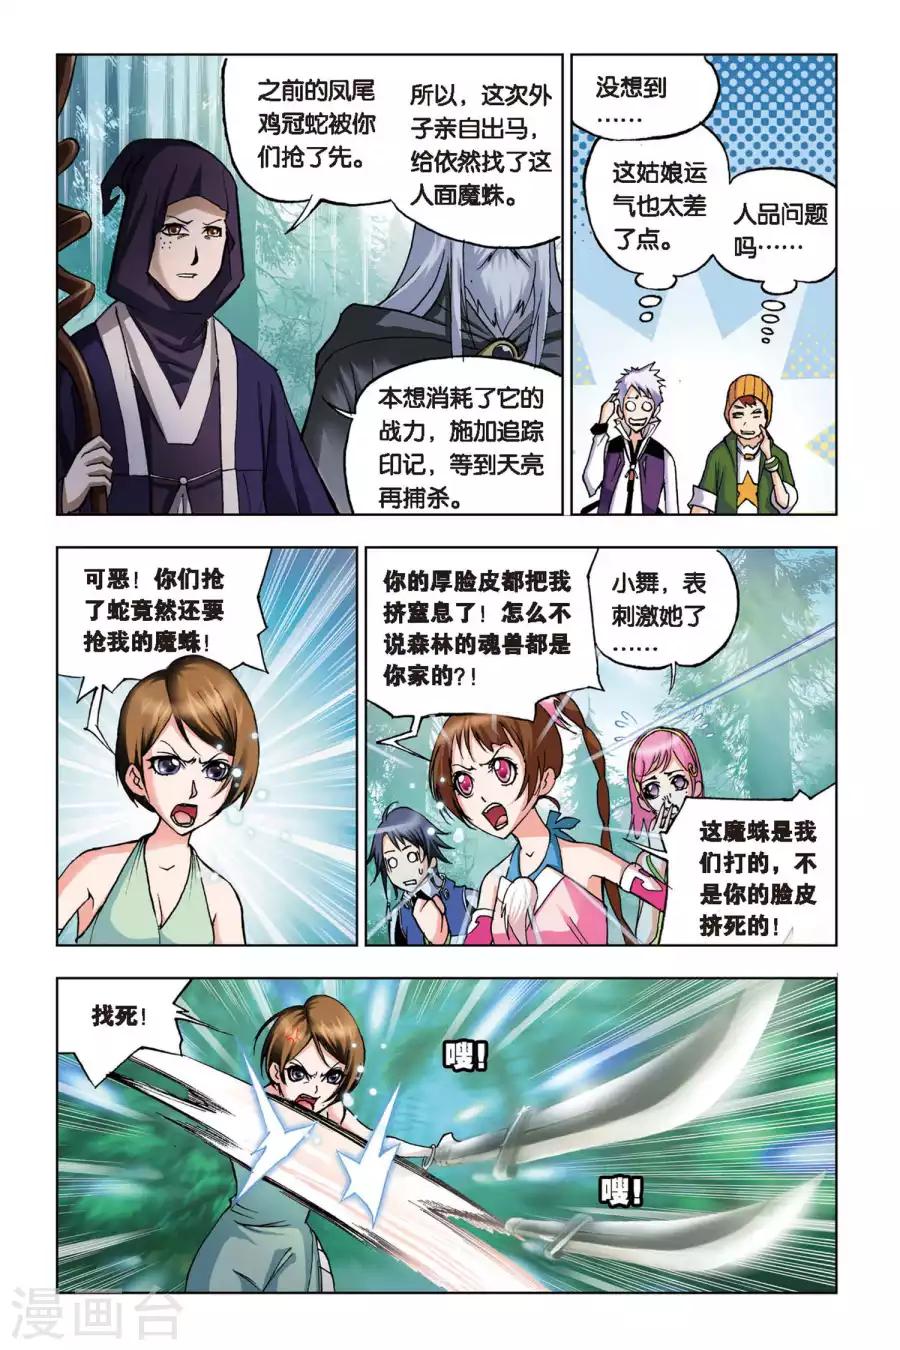 之前的凤尾
鸡冠蛇被你
们抢了先。
所以，这次外
子亲自出马，
给依然找了这
人面魔蛛。
本想消耗了它的
战力，施加追踪
印记，等到天亮
再捕杀。
没想到
……
这姑娘运
气也太差
了点。
人品问题
吗……
可恶！你们抢
了蛇竟然还要
抢我的魔蛛！
你的厚脸皮都把我
挤窒息了！怎么不
说森林的魂兽都是
你家的?！
小舞，表
刺激她了
……
这魔蛛是我
们打的，不
是你的脸皮
挤死的！
找死！
嗖！
嗖！
漫画台